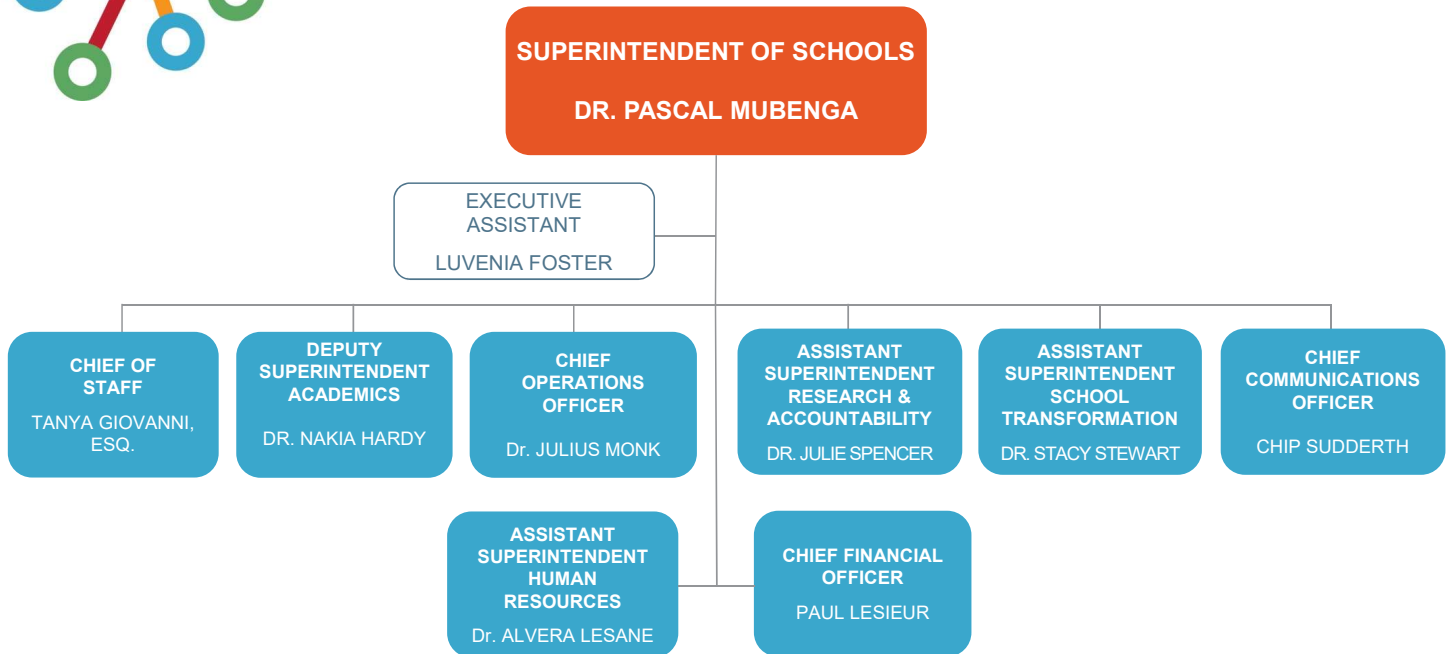 SUPERINTENDENT OF SCHOOLS
DR. PASCAL MUBENGA
EXECUTIVE
ASSISTANT
LUVENIA FOSTER
CHIEF OF
STAFF
TANYA GIOVANNI,
ESQ.
DEPUTY
SUPERINTENDENT
ACADEMICS
DR. NAKIA HARDY
CHIEF
OPERATIONS
OFFICER
Dr. JULIUS MONK
ASSISTANT
SUPERINTENDENT
RESEARCH &
ACCOUNTABILITY
DR. JULIE SPENCER
ASSISTANT
SUPERINTENDENT
SCHOOL
TRANSFORMATION
DR. STACY STEWART
CHIEF
COMMUNICATIONS
OFFICER
CHIP SUDDERTH
ASSISTANT
SUPERINTENDENT
HUMAN
RESOURCES
Dr. ALVERA LESANE
CHIEF FINANCIAL
OFFICER
PAUL LESIEUR